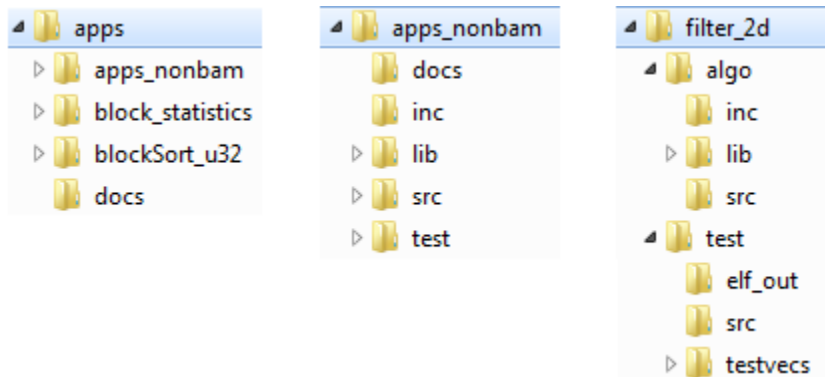 apps
apps_nonbam
block_statistics
blockSort_u32
docs
apps_nonbam
docs
inc
lib
src
test
filter_2d
algo
inc
lib
src
test
elf_out
src
testvecs